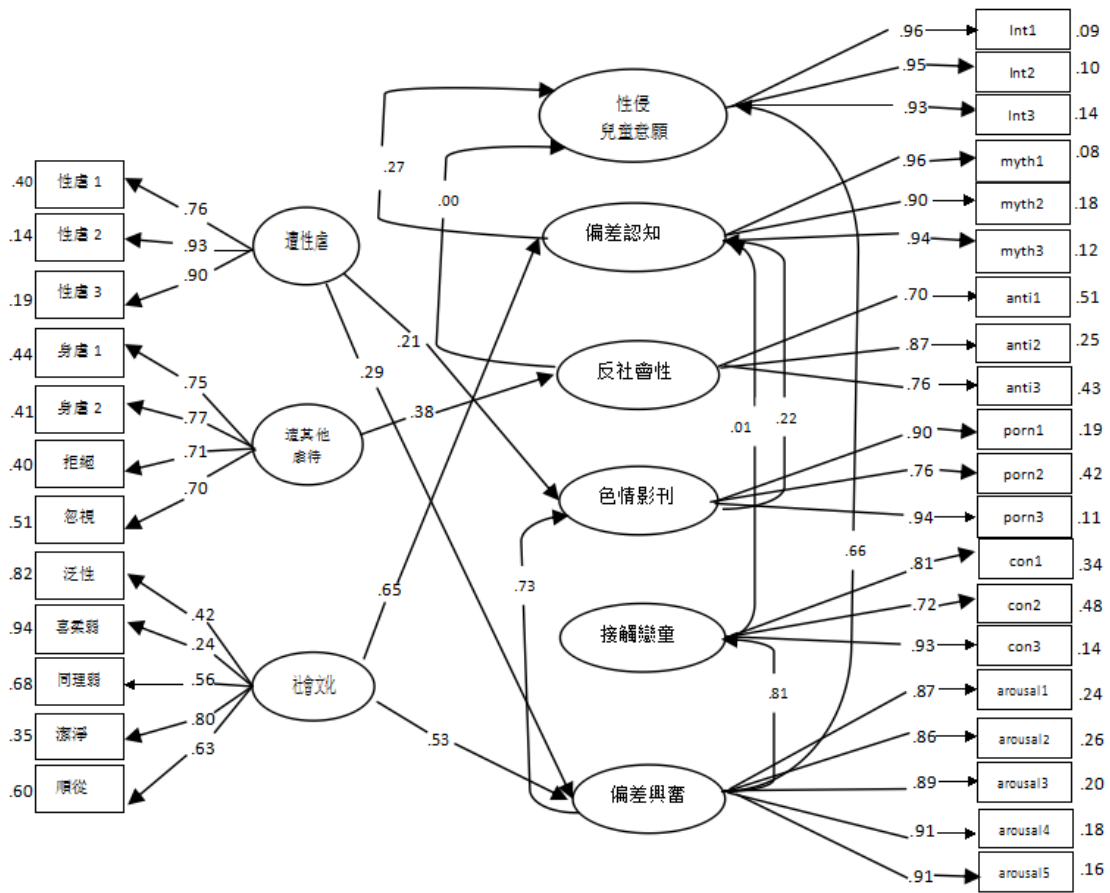 .96
Int1
.09
.95
Int2
.10
.93
Int3
.14
性侵
兒童意願
.27
.00
.96
myth1
.08
.90
myth2
.18
.94
myth3
.12
偏差認知
.40
性虐 1
.76
.14
性虐 2
.93
.19
性虐 3
.90
遭性虐
.21
.29
.70
anti1
.51
.87
anti2
.25
.76
anti3
.43
反社會性
.44
身虐 1
.75
.41
身虐 2
.77
.40
拒絕
.71
.51
忽視
.70
遭其他
虐待
.38
.01
.22
.90
porn1
.19
.76
porn2
.42
.94
porn3
.11
色情影刊
.73
.65
.66
.81
con1
.34
.72
con2
.48
.93
con3
.14
接觸戀童
.81
.82
泛性
.42
.94
喜柔弱
.24
.68
同理弱
.56
.35
潔淨
.80
.60
順從
.63
社會文化
.53
.87
arousal1
.24
.86
arousal2
.26
.89
arousal3
.20
.91
arousal4
.18
.91
arousal5
.16
偏差興奮